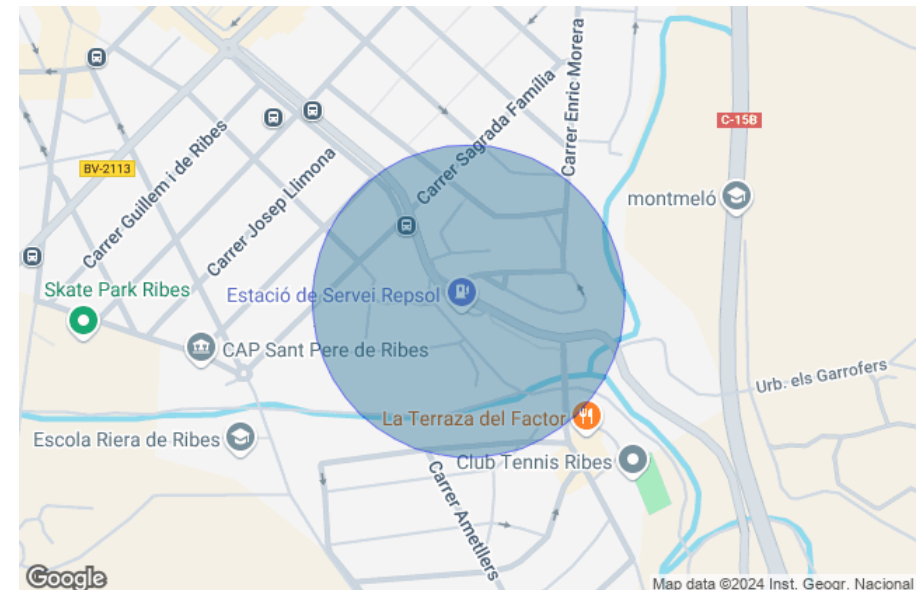 Carrer Enric Morera
Carrer Sagrada Família
C-15B
BV-2113
Carrer Guillem i de Ribes
Carrer Josep Llimona
montmeló
Skate Park Ribes
Estació de Servei Repsol
CAP Sant Pere de Ribes
Urb. els Garrofers
La Terraza del Factor
Escola Riera de Ribes
Club Tennis Ribes
Carrer Ametllers
Google
Map data ©2024 Inst. Geogr. Nacional